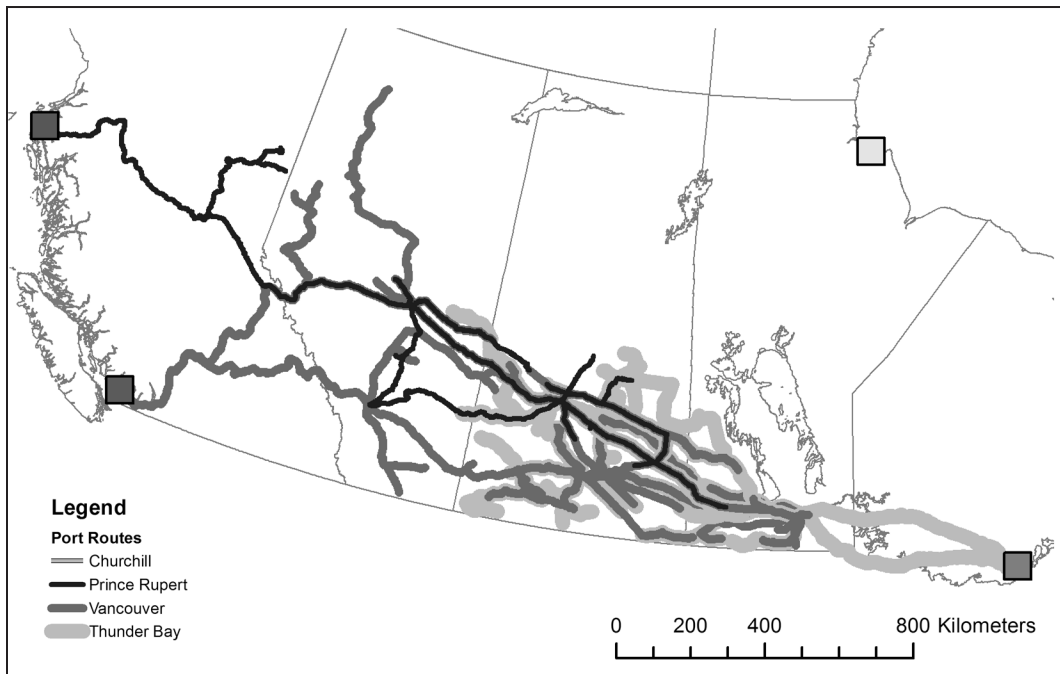 Legend
Port Routes
Churchill
Prince Rupert
Vancouver
Thunder Bay
0 200 400 800 Kilometers